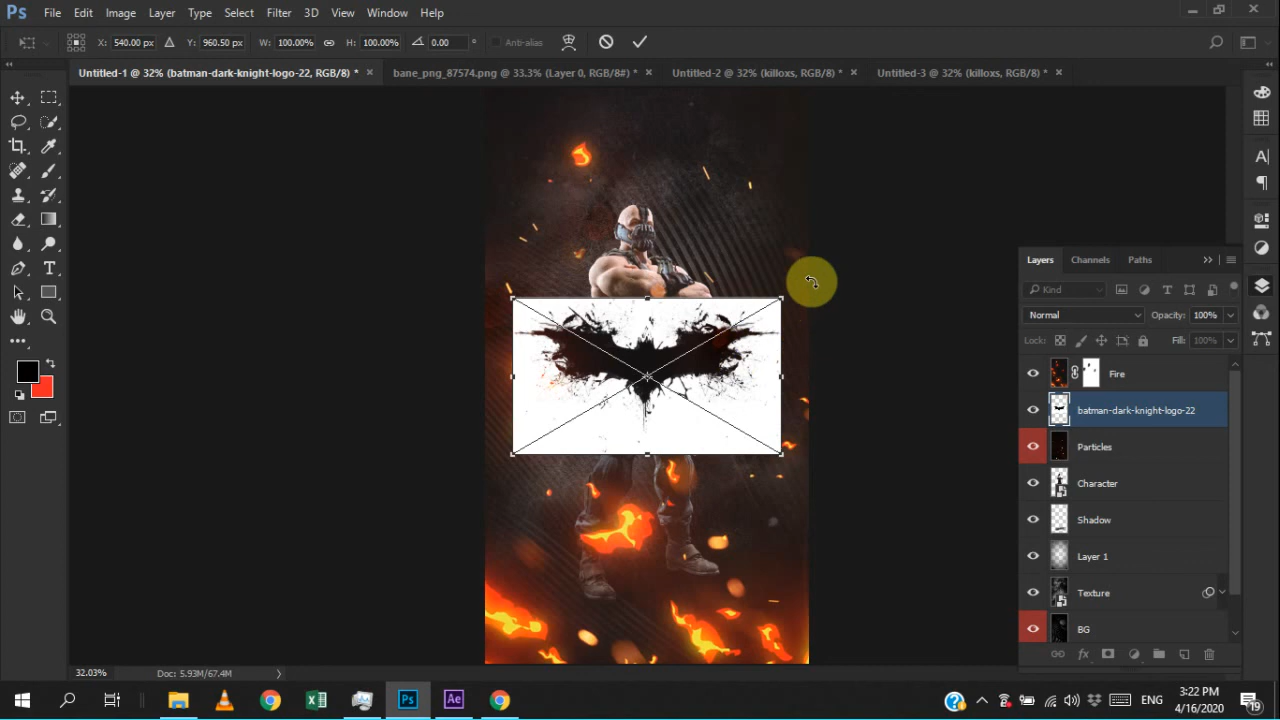 Ps File Edit Image Layer Type Select Filter 3D View Window Help
X: 540.00 px Y: 960.50 px W: 100.00% H: 100.00% 0.00 ° Anti-alias
Untitled-1 @ 32% (batman-dark-knight-logo-22, RGB/8) * × bane_png_87574.png @ 33.3% (Layer 0, RGB/8#) * × Untitled-2 @ 32% (killoxs, RGB/8) * × Untitled-3 @ 32% (killoxs, RGB/8) * ×
Layers Channels Paths
Kind
Normal Opacity: 100%
Lock: Fill: 100%
Fire
batman-dark-knight-logo-22
Particles
Character
Shadow
Layer 1
Texture
BG
32.03% Doc: 5.93M/67.4M
Ps Ae ENG 3:22 PM
4/16/2020 19